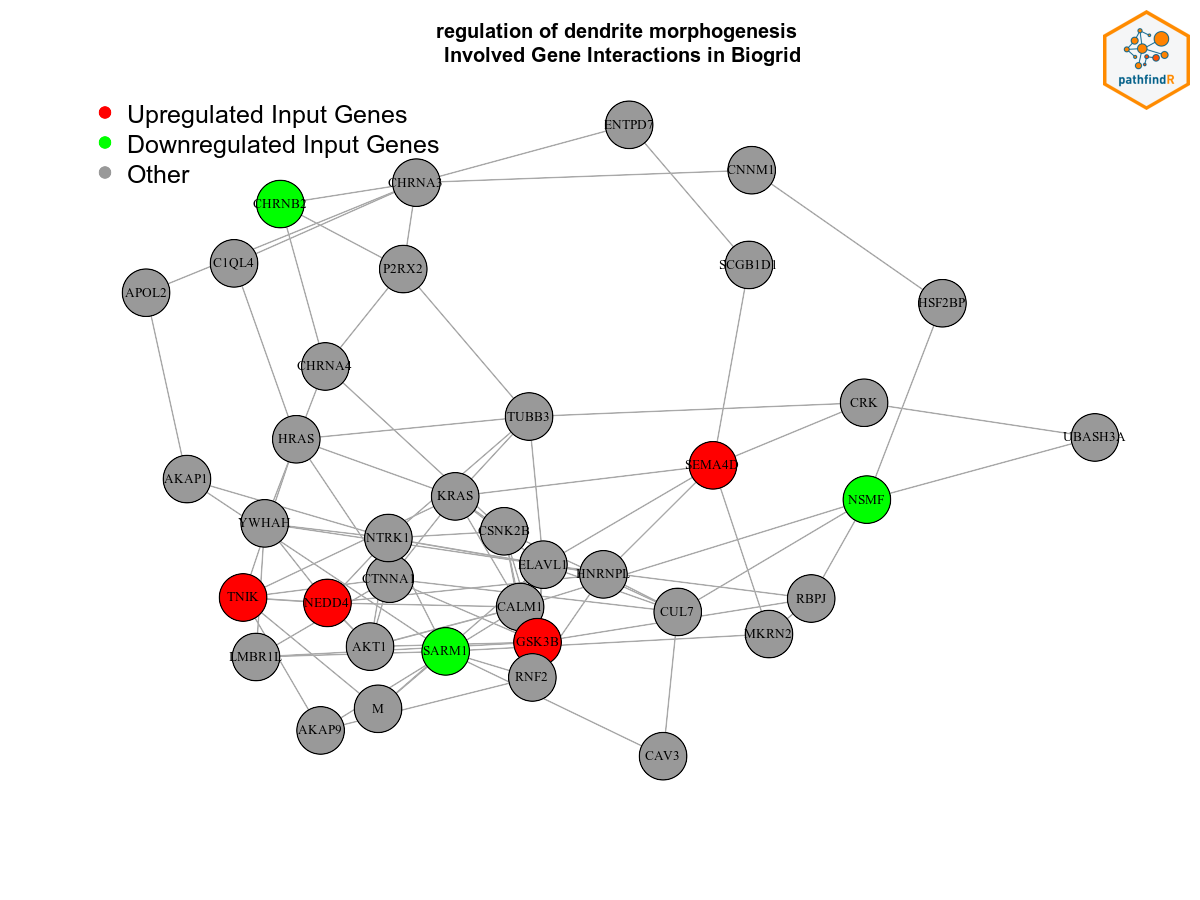 regulation of dendrite morphogenesis
Involved Gene Interactions in Biogrid
pathfindR
Upregulated Input Genes
Downregulated Input Genes
Other
ENTPD7
CNNM1
CHRNA3
CHRNB2
C1QL4
P2RX2
SCGB1D1
APOL2
HSF2BP
CHRNA4
CRK
TUBB3
UBASH3A
HRAS
SEMA4D
AKAP1
KRAS
NSMF
YWHAH
CSNK2B
NTRK1
ELAVL1
HNRNPL
CTNNA1
TNIK
NEDD4
CALM1
RBPJ
CUL7
MKRN2
GSK3B
AKT1
SARM1
LMBR1L
RNF2
M
AKAP9
CAV3